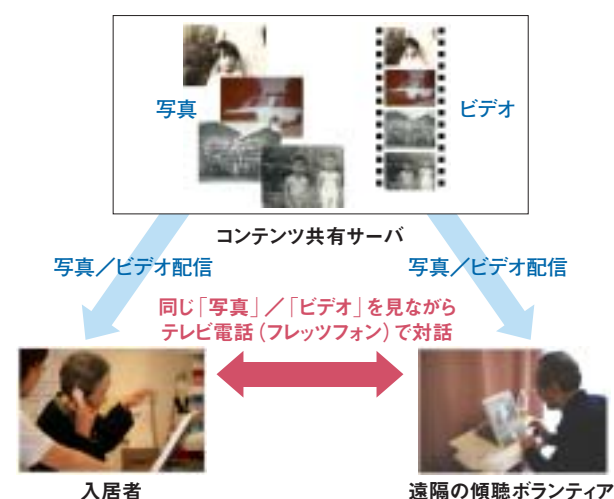 写真
ビデオ
コンテンツ共有サーバ
写真／ビデオ配信
写真／ビデオ配信
同じ「写真」／「ビデオ」を見ながら
テレビ電話（フレッツフォン）で対話
入居者
遠隔の傾聴ボランティア